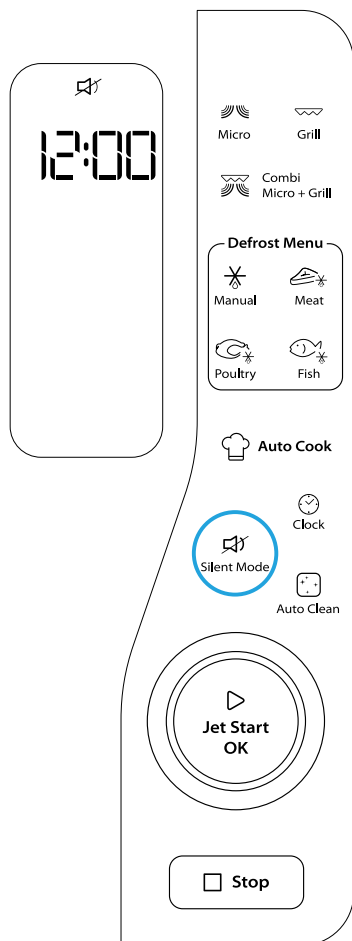 12:00
Micro Grill
Combi
Micro + Grill
Defrost Menu
Manual Meat
Poultry Fish
Auto Cook
Clock
Silent Mode
Auto Clean
Jet Start
OK
Stop